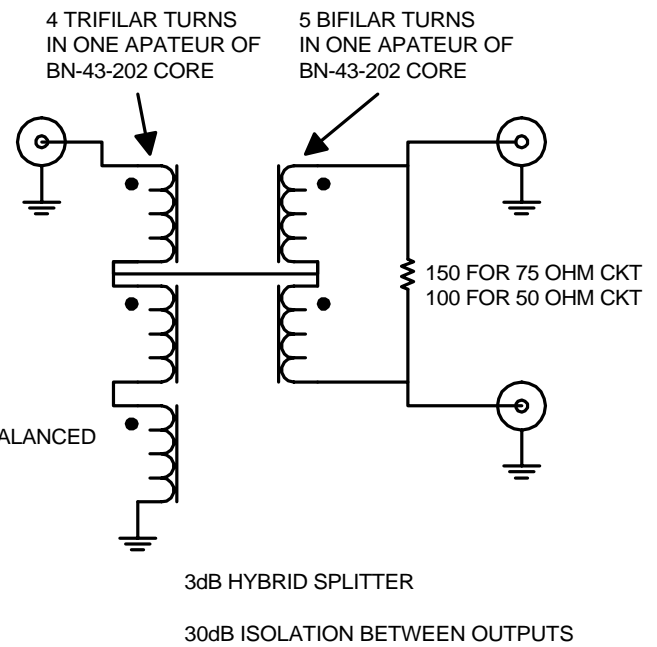 4 TRIFILAR TURNS
IN ONE APATEUR OF
BN-43-202 CORE
5 BIFILAR TURNS
IN ONE APATEUR OF
BN-43-202 CORE
150 FOR 75 OHM CKT
100 FOR 50 OHM CKT
ALANCED
3dB HYBRID SPLITTER
30dB ISOLATION BETWEEN OUTPUTS